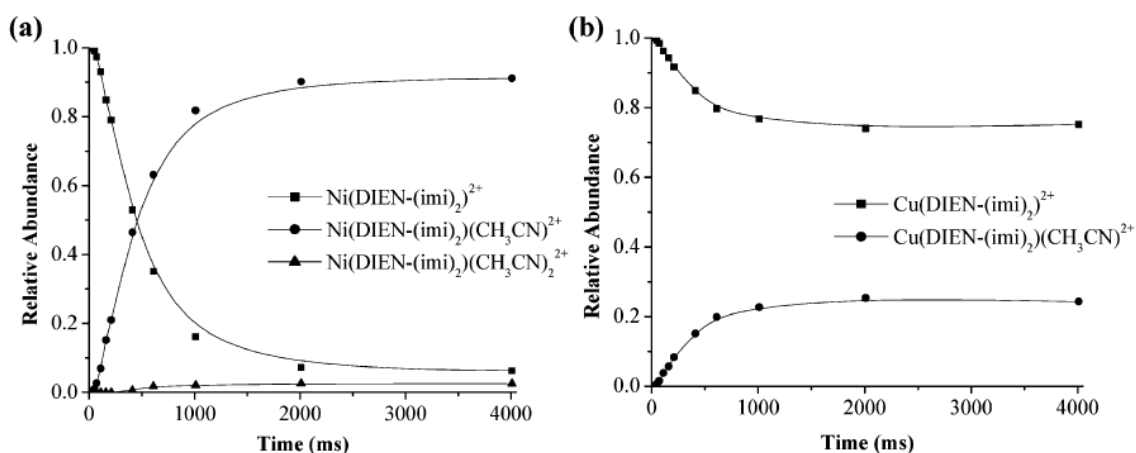 (a)
Relative Abundance
1.0
0.8
0.6
0.4
0.2
0.0
Ni(DIEN-(imi)₂)²⁺
Ni(DIEN-(imi)₂)(CH₃CN)²⁺
Ni(DIEN-(imi)₂)(CH₃CN)₂²⁺
0 1000 2000 3000 4000
Time (ms)
(b)
Relative Abundance
1.0
0.8
0.6
0.4
0.2
0.0
Cu(DIEN-(imi)₂)²⁺
Cu(DIEN-(imi)₂)(CH₃CN)²⁺
0 1000 2000 3000 4000
Time (ms)